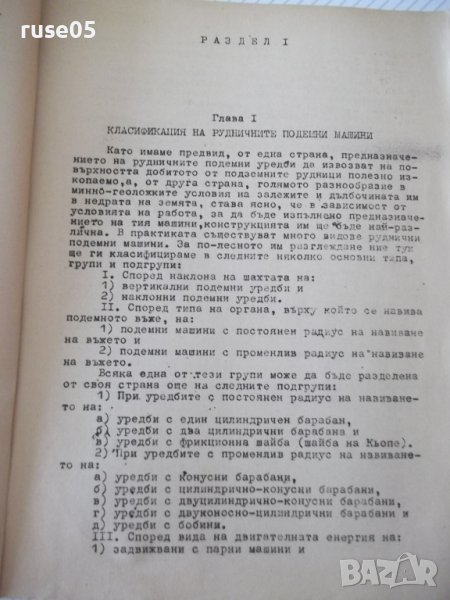 ruse05
РАЗДЕЛ I
Глава I
КЛАСИФИКАЦИЯ НА РУДНИЧНИТЕ ПОДЕМНИ МАШИНИ
Като имаме предвид, от една страна, предназна-
чението на рудничните подемни уредби да извозват на по-
върхността добитото от подземните рудници полезно из-
копаемо,а, от друга страна, голямото разнообразие в
минно-геоложките условия на залежите и дълбочината им
в недрата на земята, става ясно, че в зависимост от
условията на работа, за да бъде изпълнено предназначе-
нието на тия машини,конструкцията им ще бъде най-раз-
лична. В практиката съществуват много видове руднични
подемни машини. За по-лесното им разглеждане ние тук
ще ги класифицираме в следните няколко основни типа,
групи и подгрупи:
I. Според наклона на шахтата на:
1) вертикални подемни уредби и
2) наклонни подемни уредби.
II. Според типа на органа, върху който се навива
подемното въже, на:
1) подемни машини с постоянен радиус на навиване
на въжето и
2) подемни машини с променлив радиус на навиване
на въжето.
Всяка една от тези групи може да бъде разделена
от своя страна още на следните подгрупи:
1) При уредбите с постоянен радиус на навиване-
то на:
а) уредби с един цилиндричен барабан,
б) уредби с два цилиндрични барабана и
в) уредби с фрикционна шайба (шайба на Кьопе).
2) При уредбите с променлив радиус на навиване-
то на:
а) уредби с конусни барабани,
б) уредби с цилиндрично-конусни барабани,
в) уредби с двуцилиндрично-конусни барабани,
г) уредби с двуконосно-цилиндрични барабани и
д) уредби с бобини.
III. Според вида на двигателната енергия на:
1) задвижвани с парни машини и
BAZAR